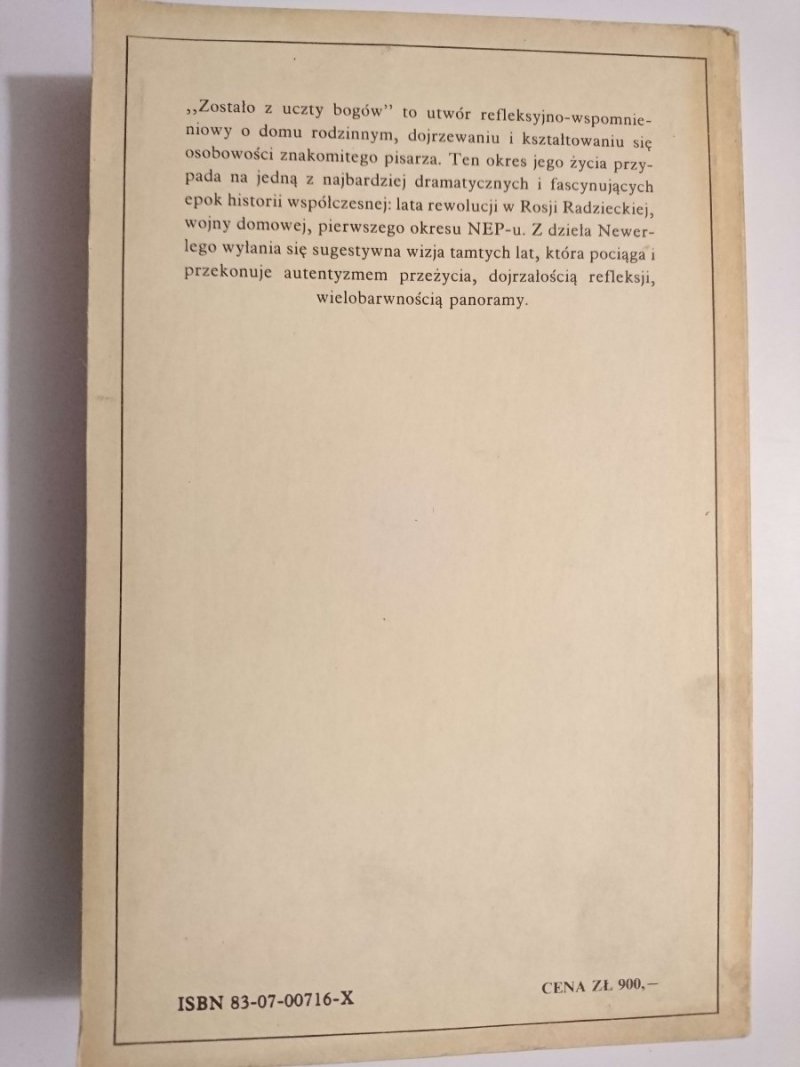 ,,Zostało z uczty bogów” to utwór refleksyjno-wspomnie-
niowy o domu rodzinnym, dojrzewaniu i kształtowaniu się
osobowości znakomitego pisarza. Ten okres jego życia przy-
pada na jedną z najbardziej dramatycznych i fascynujących
epok historii współczesnej: lata rewolucji w Rosji Radzieckiej,
wojny domowej, pierwszego okresu NEP-u. Z dzieła Newer-
lego wyłania się sugestywna wizja tamtych lat, która pociąga i
przekonuje autentyzmem przeżycia, dojrzałością refleksji,
wielobarwnością panoramy.
ISBN 83-07-00716-X
CENA ZŁ 900,—